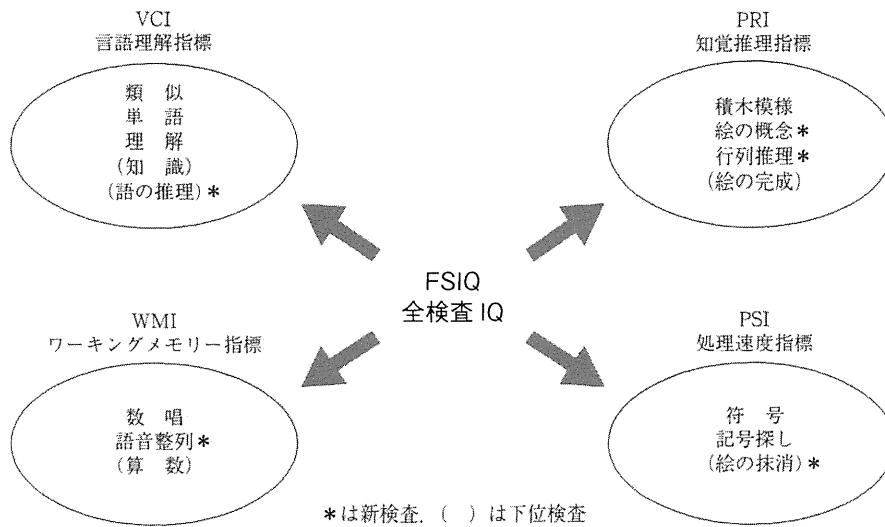 VCI
言語理解指標
類 似
単 語
理 解
(知 識)
(語の推理)*
PRI
知覚推理指標
積木模様
絵の概念*
行列推理*
(絵の完成)
FSIQ
全検査 IQ
WMI
ワーキングメモリー指標
数 唱
語音整列*
(算 数)
PSI
処理速度指標
符 号
記号探し
(絵の抹消)*
*は新検査, ( )は下位検査